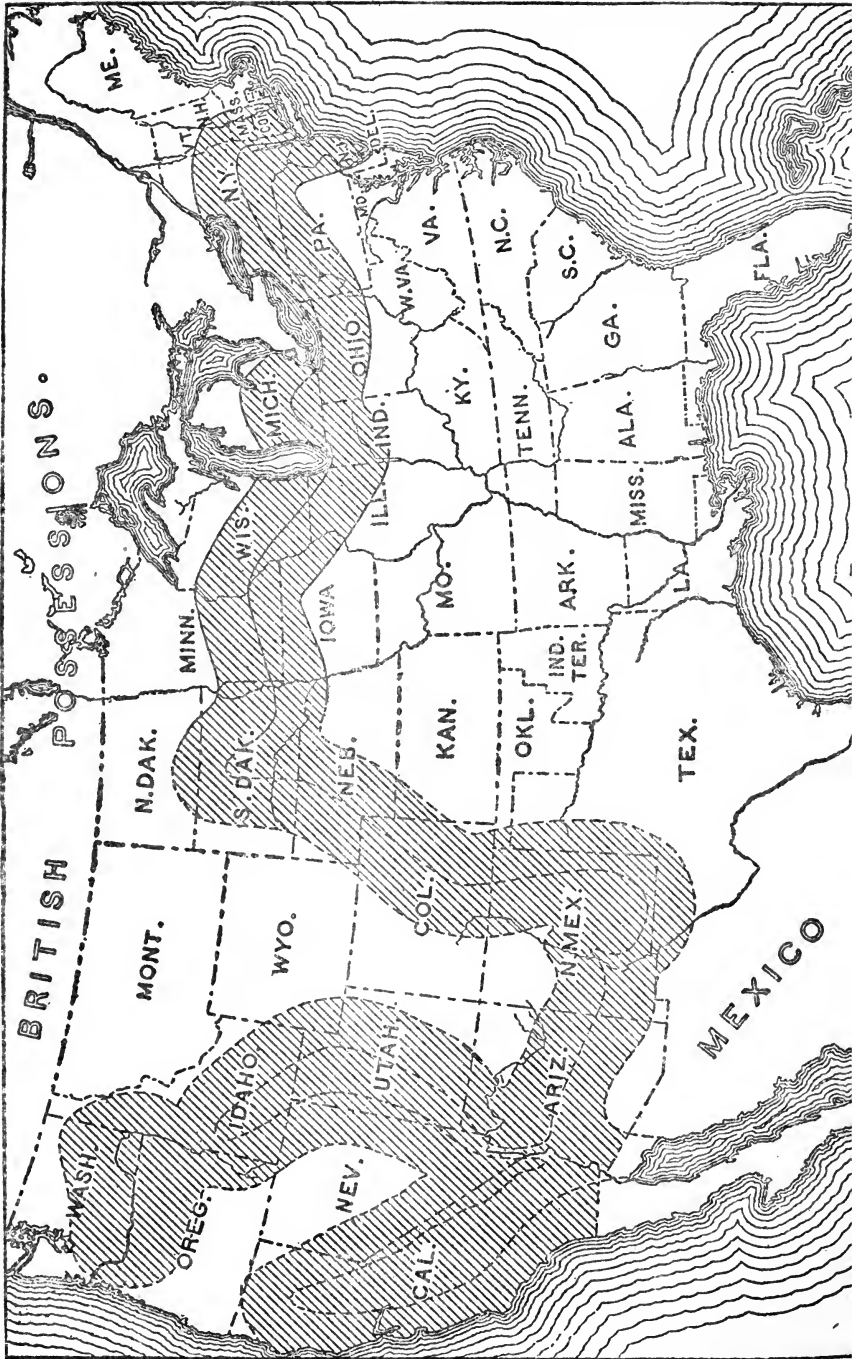 BRITISH POSSESSIONS.
WASH.
OREG.
CAL.
NEV.
IDAHO
UTAH.
ARIZ.
MONT.
WYO.
COL.
N.MEX.
N.DAK.
S.DAK.
NEB.
KAN.
OKL.
IND. TER.
TEX.
MINN.
IOWA
MO.
ARK.
LA.
WIS.
ILL.
MICH.
IND.
OHIO
KY.
TENN.
MISS.
ALA.
GA.
FLA.
S.C.
N.C.
VA.
W.VA.
PA.
N.Y.
VT.
N.H.
ME.
MASS.
N.J.
DEL.
MEXICO